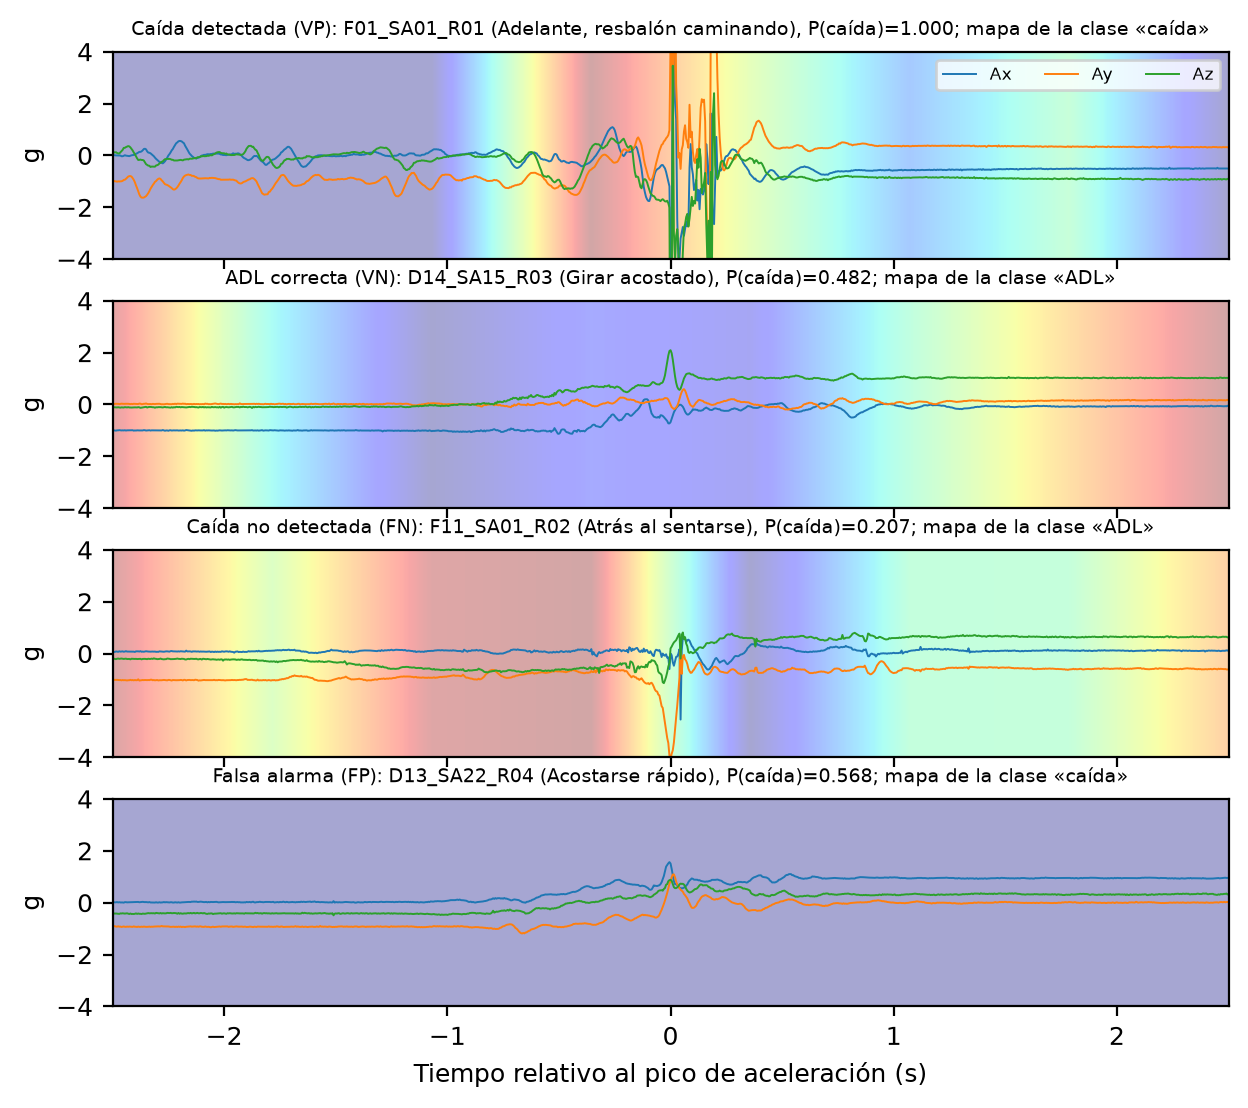 Caída detectada (VP): F01_SA01_R01 (Adelante, resbalón caminando), P(caída)=1.000; mapa de la clase «caída»
4
2
0
−2
−4
g
Ax
Ay
Az
ADL correcta (VN): D14_SA15_R03 (Girar acostado), P(caída)=0.482; mapa de la clase «ADL»
4
2
0
−2
−4
g
Caída no detectada (FN): F11_SA01_R02 (Atrás al sentarse), P(caída)=0.207; mapa de la clase «ADL»
4
2
0
−2
−4
g
Falsa alarma (FP): D13_SA22_R04 (Acostarse rápido), P(caída)=0.568; mapa de la clase «caída»
4
2
0
−2
−4
g
−2 −1 0 1 2
Tiempo relativo al pico de aceleración (s)